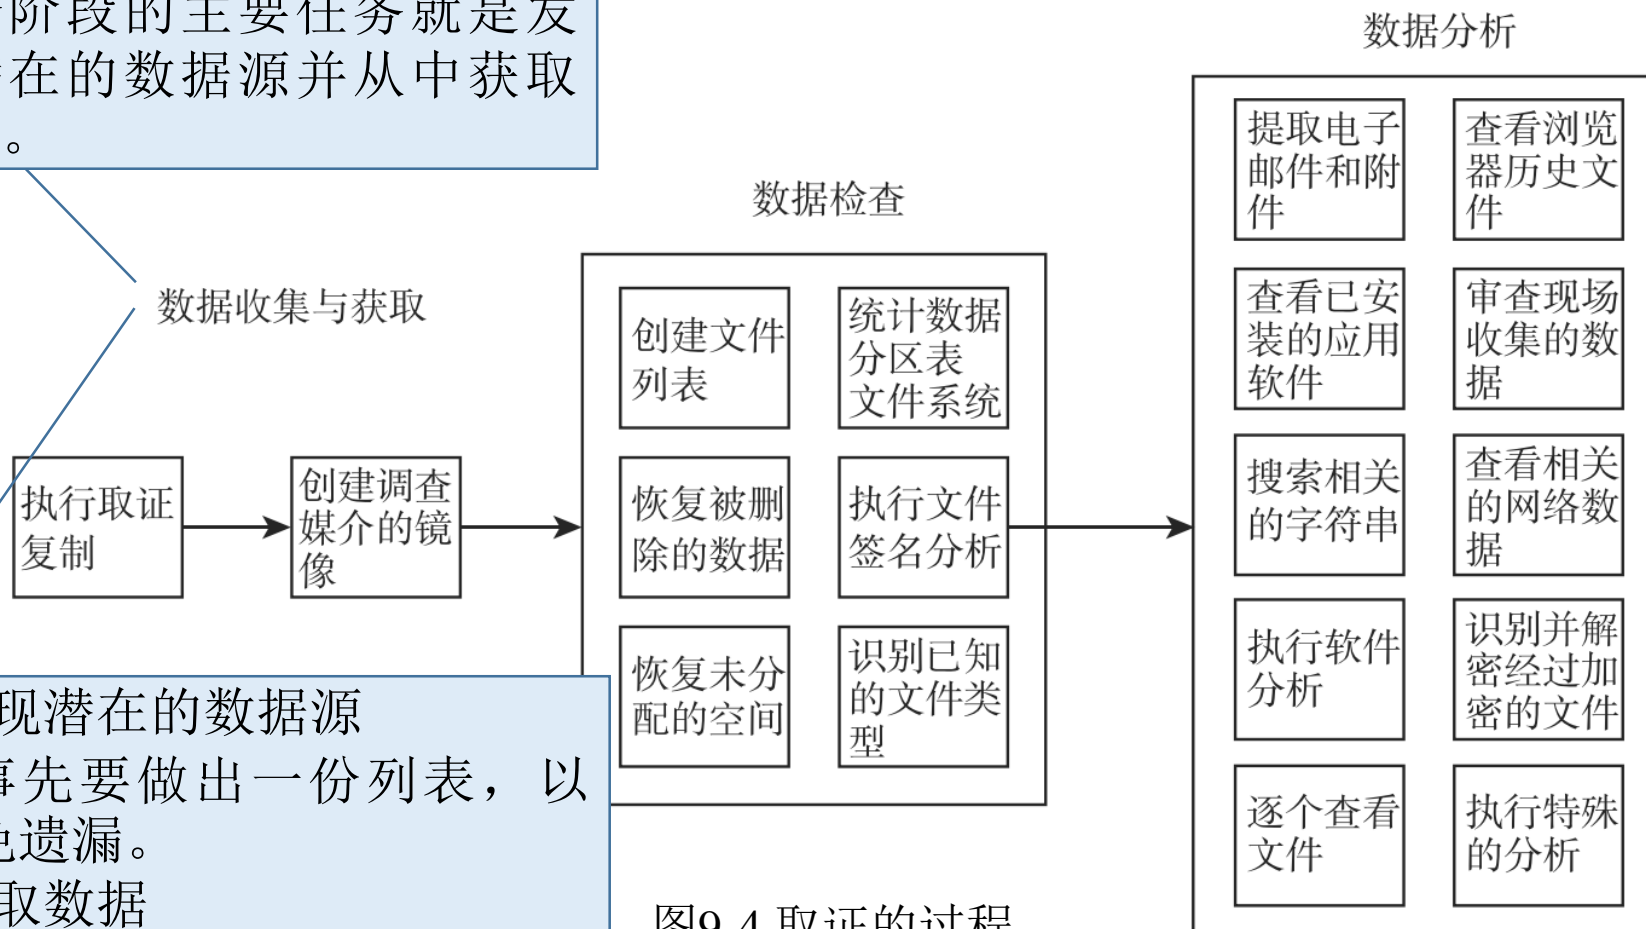 阶段的主要任务就是发
在的数据源并从中获取
。
数据收集与获取
执行取证
复制
创建调查
媒介的镜
像
现潜在的数据源
事先要做出一份列表，以
免遗漏。
取数据
数据检查
创建文件
列表
统计数据
分区表
文件系统
恢复被删
除的数据
执行文件
签名分析
恢复未分
配的空间
识别已知
的文件类
型
数据分析
提取电子
邮件和附
件
查看浏览
器历史文
件
查看已安
装的应用
软件
审查现场
收集的数
据
搜索相关
的字符串
查看相关
的网络数
据
执行软件
分析
识别并解
密经过加
密的文件
逐个查看
文件
执行特殊
的分析
图9.4 取证的过程